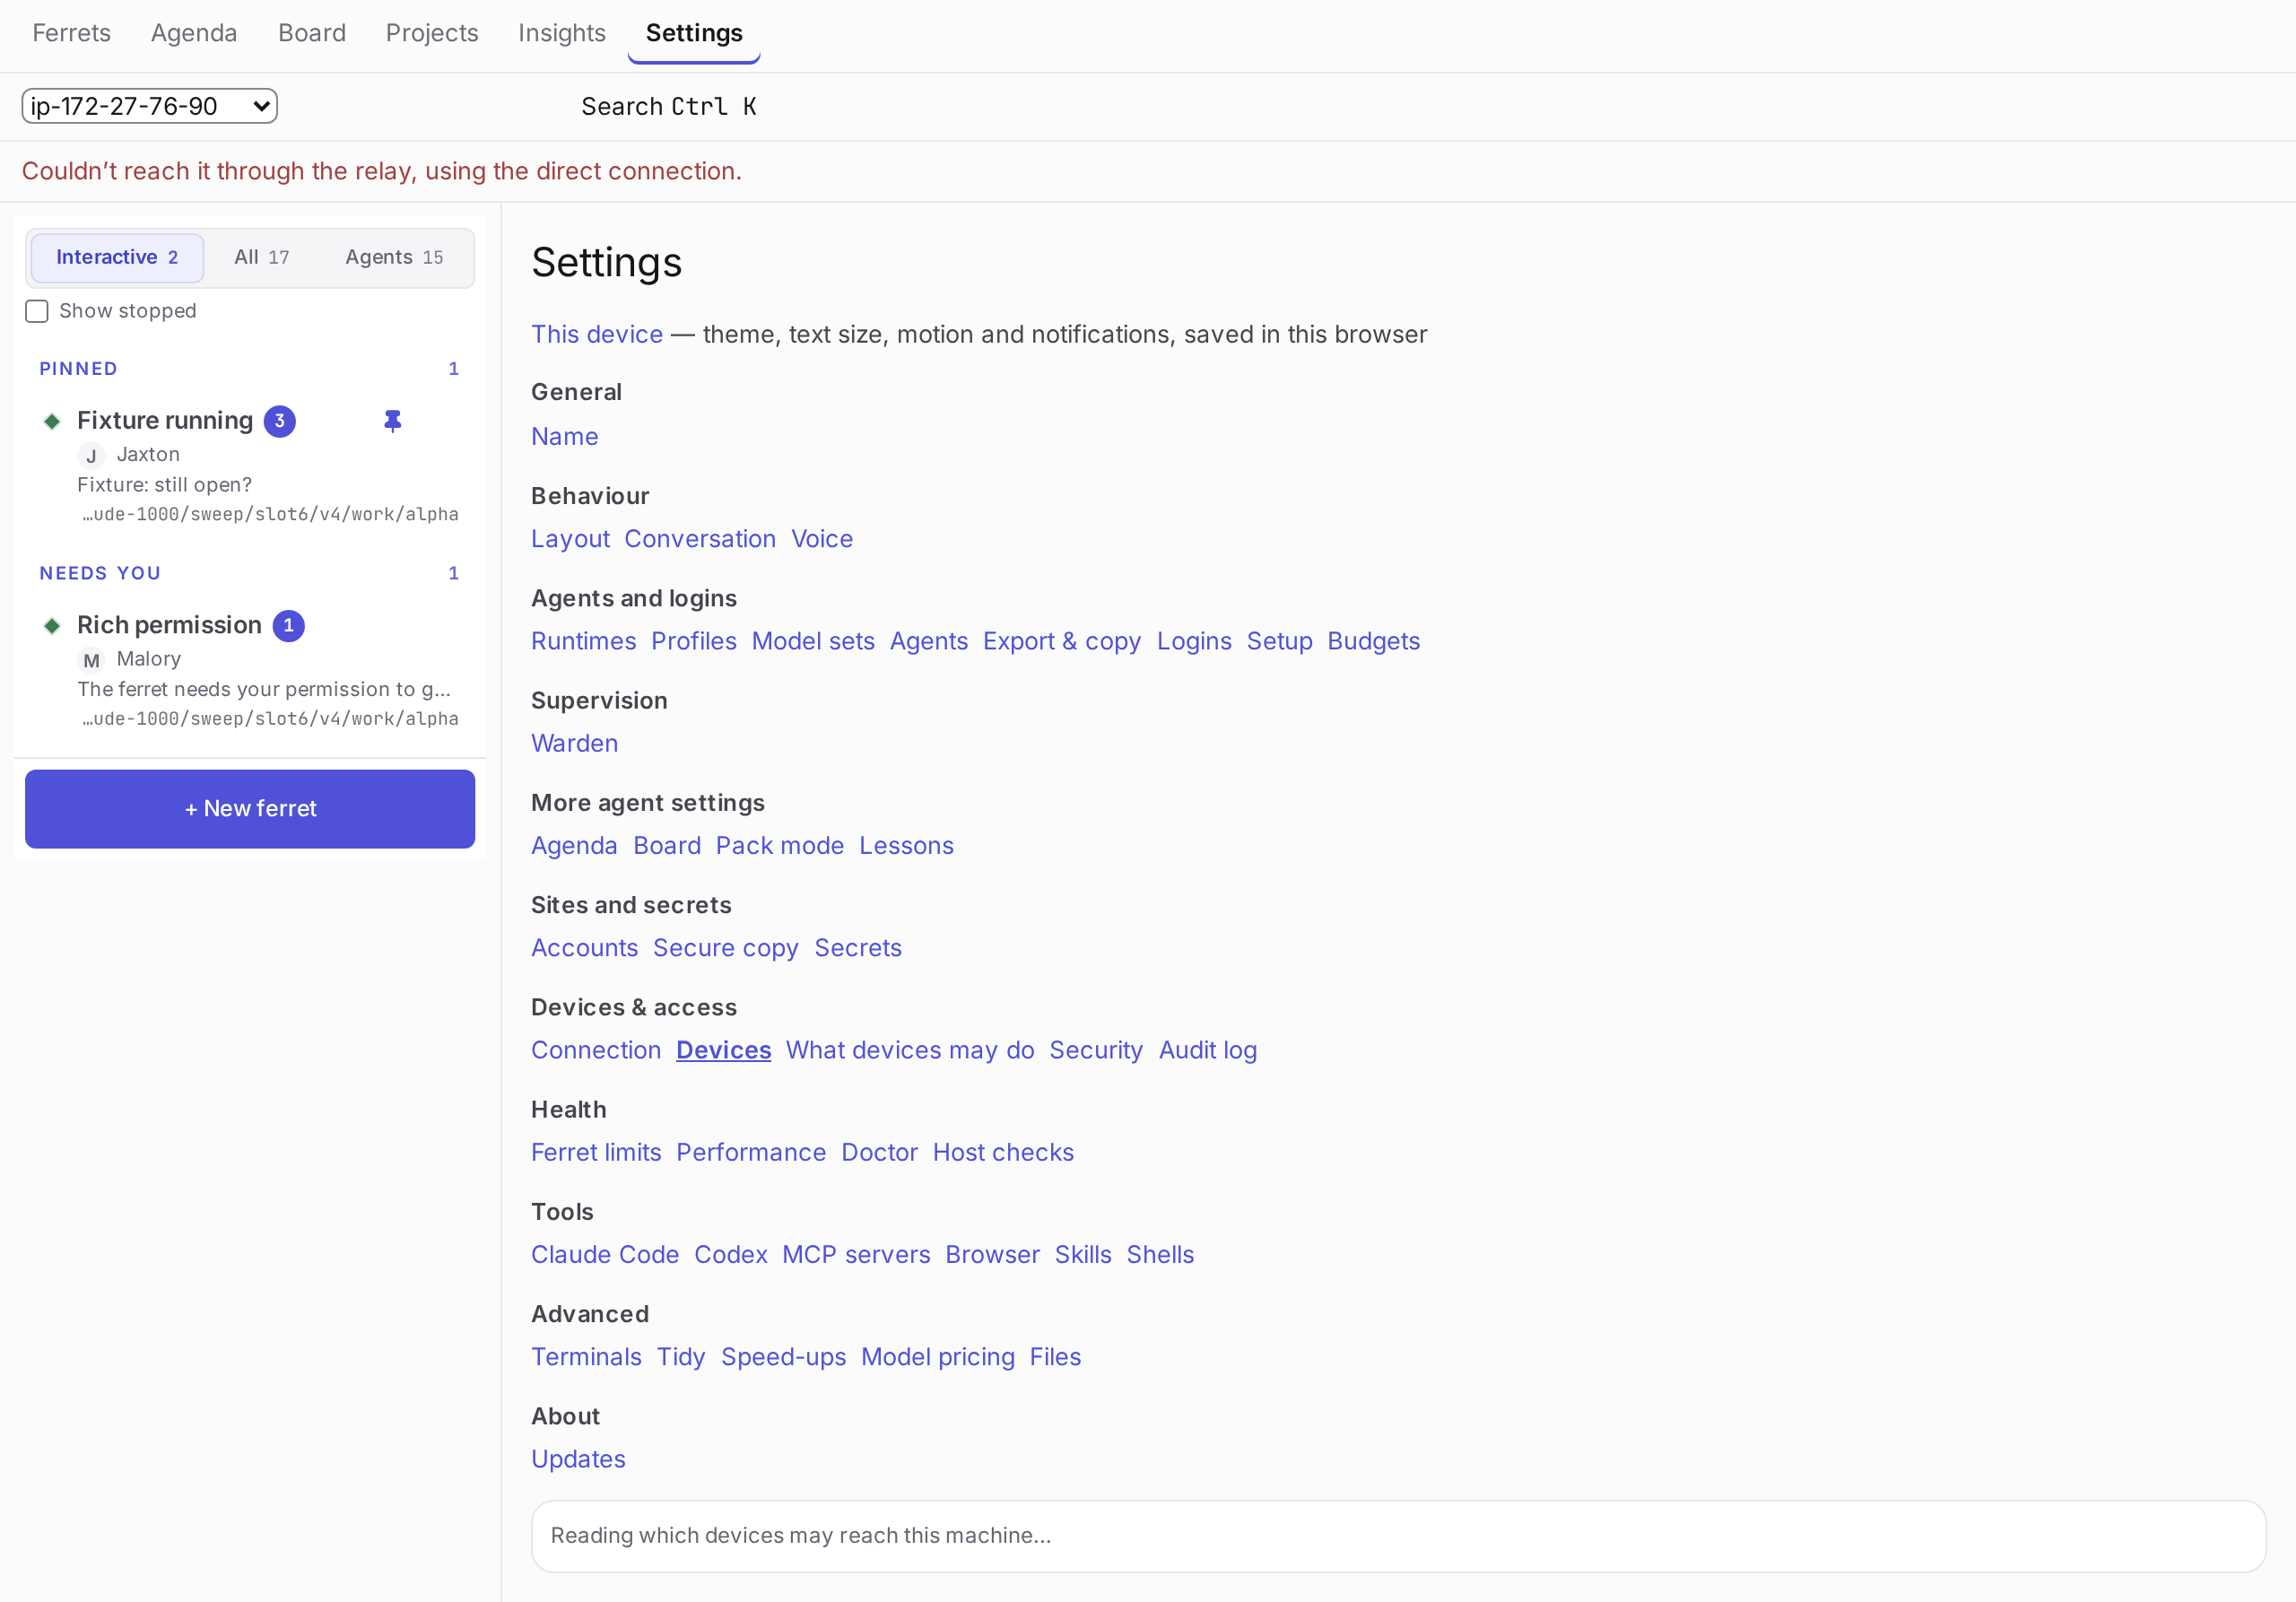 Ferrets Agenda Board Projects Insights Settings
ip-172-27-76-90 Search Ctrl K
Couldn’t reach it through the relay, using the direct connection.
Interactive 2 All 17 Agents 15
Show stopped
PINNED 1
Fixture running 3
J Jaxton
Fixture: still open?
…ude-1000/sweep/slot6/v4/work/alpha
NEEDS YOU 1
Rich permission 1
M Malory
The ferret needs your permission to g…
…ude-1000/sweep/slot6/v4/work/alpha
+ New ferret
Settings
This device — theme, text size, motion and notifications, saved in this browser
General
Name
Behaviour
Layout Conversation Voice
Agents and logins
Runtimes Profiles Model sets Agents Export & copy Logins Setup Budgets
Supervision
Warden
More agent settings
Agenda Board Pack mode Lessons
Sites and secrets
Accounts Secure copy Secrets
Devices & access
Connection Devices What devices may do Security Audit log
Health
Ferret limits Performance Doctor Host checks
Tools
Claude Code Codex MCP servers Browser Skills Shells
Advanced
Terminals Tidy Speed-ups Model pricing Files
About
Updates
Reading which devices may reach this machine…